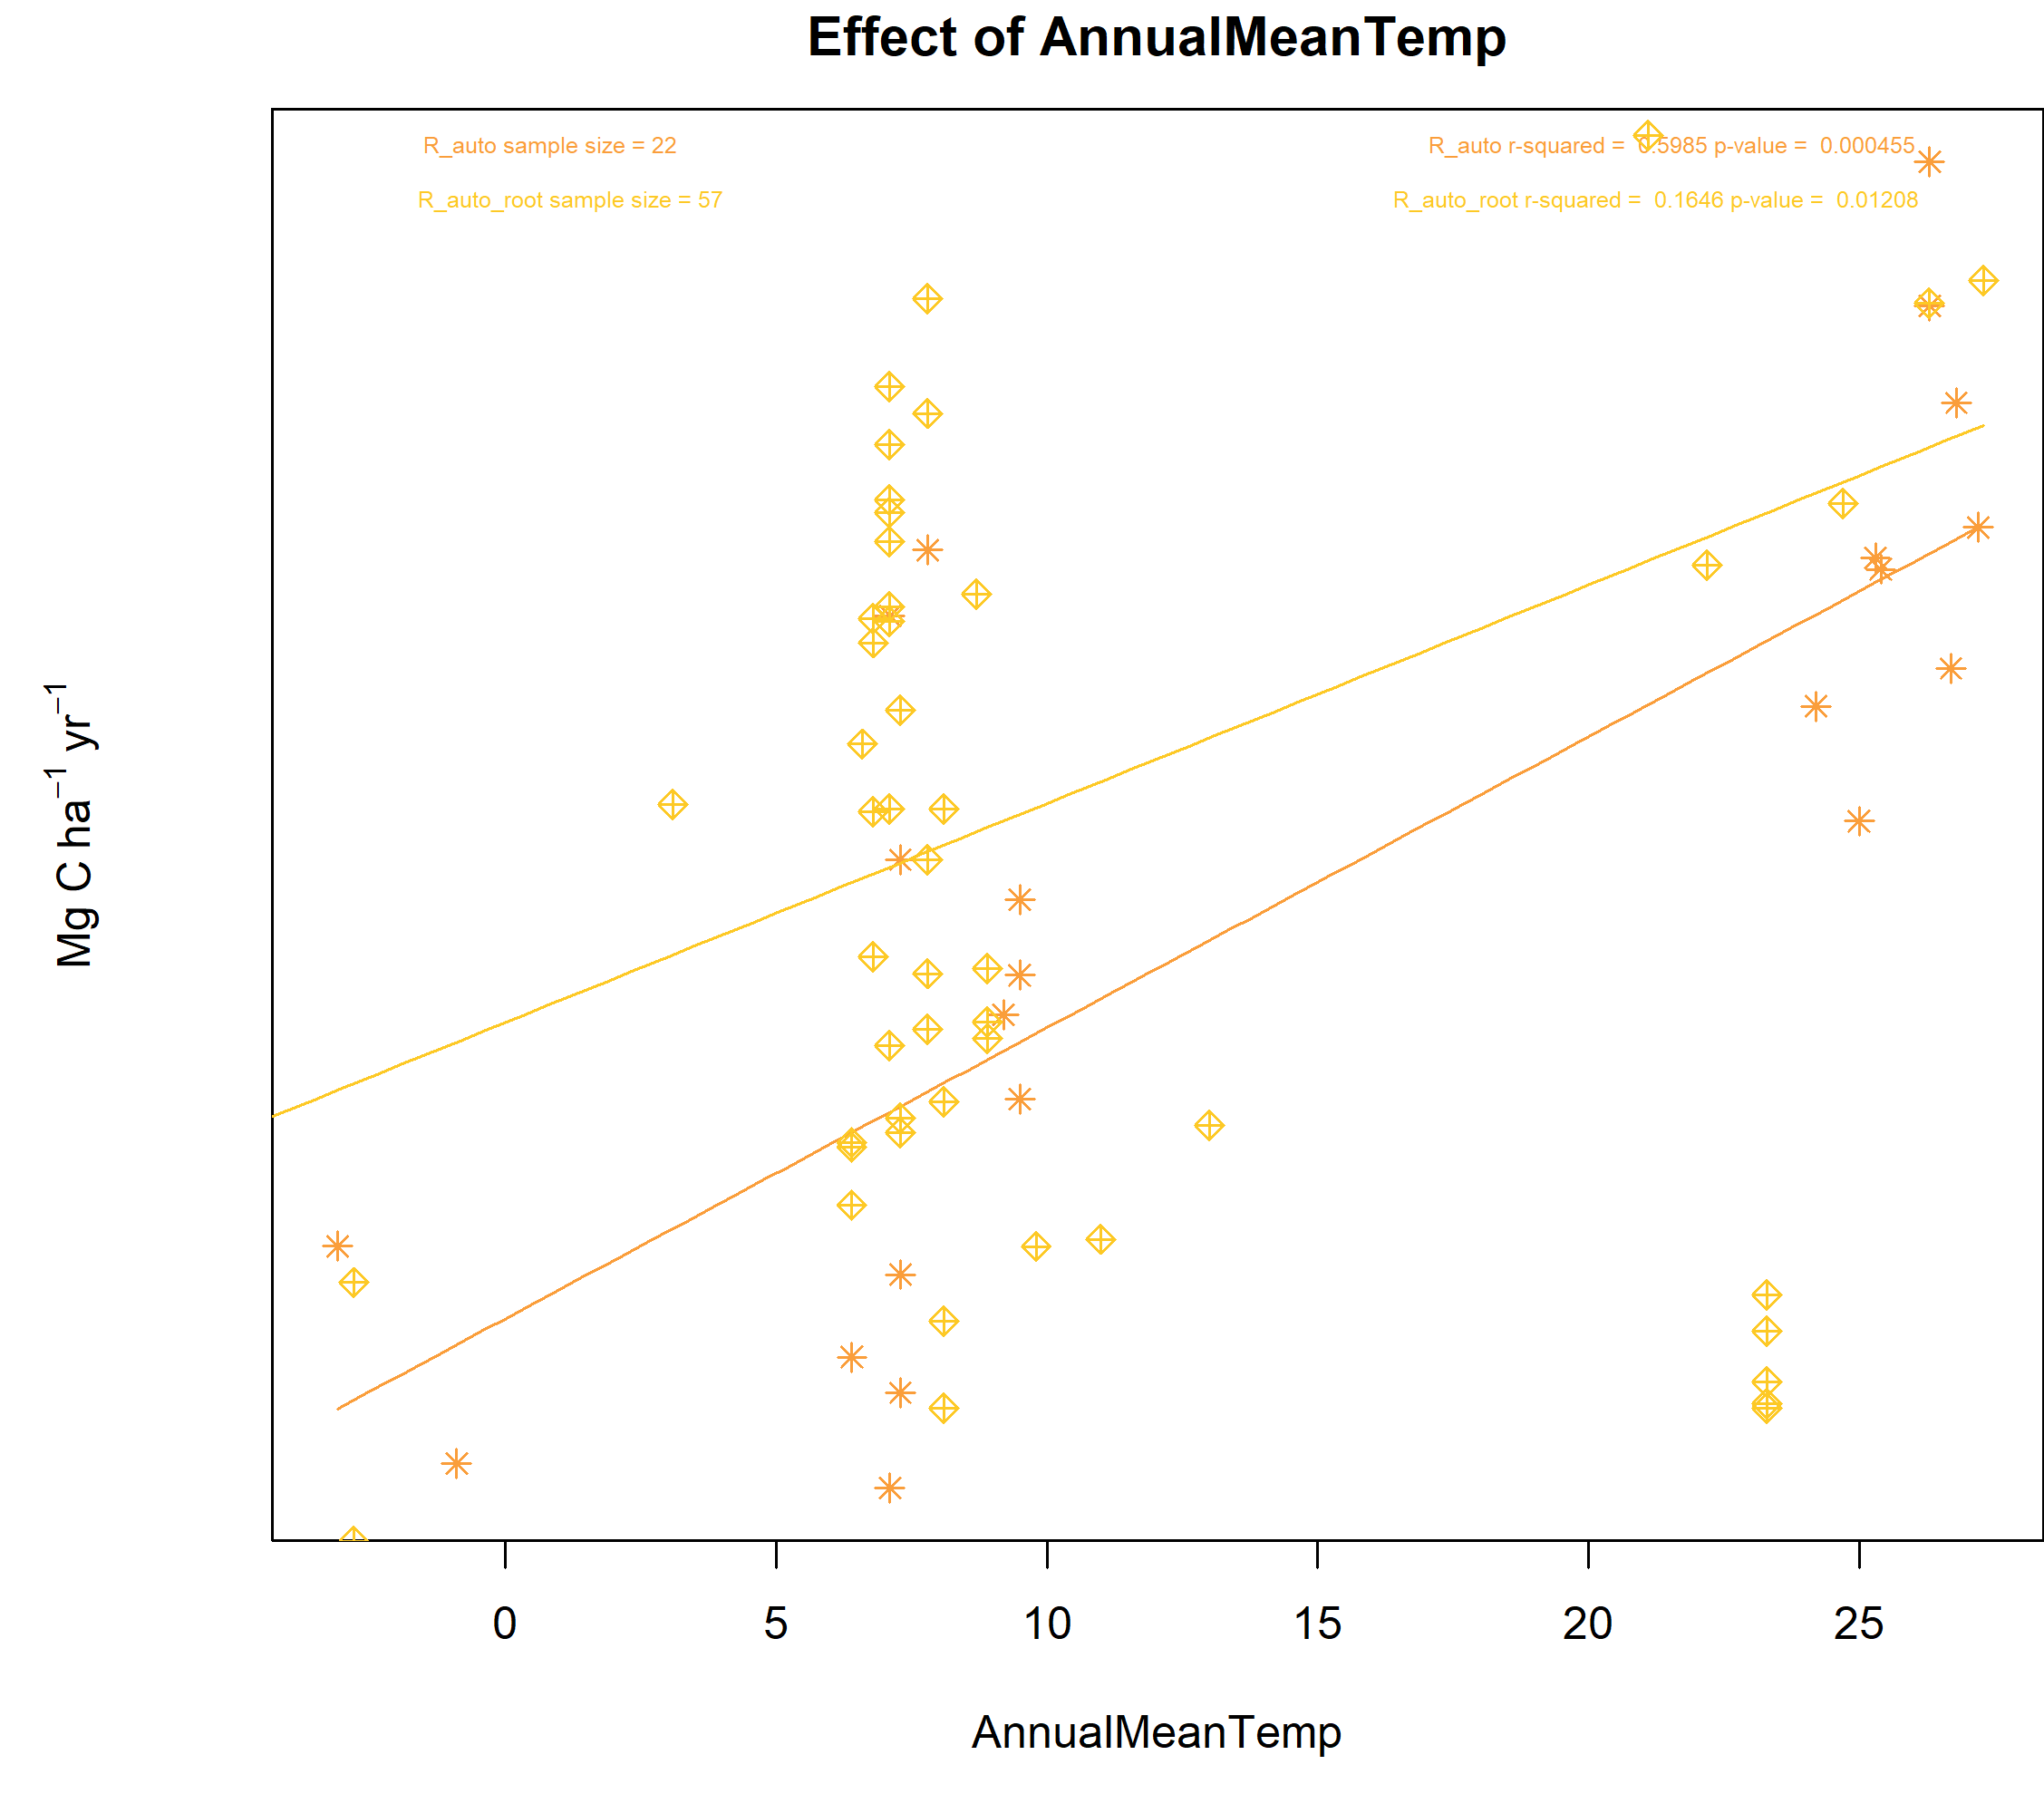 Effect of AnnualMeanTemp
R_auto sample size = 22
R_auto r-squared = 0.5985 p-value = 0.000455
R_auto_root sample size = 57
R_auto_root r-squared = 0.1646 p-value = 0.01208
Mg C ha⁻¹ yr⁻¹
0 5 10 15 20 25
AnnualMeanTemp